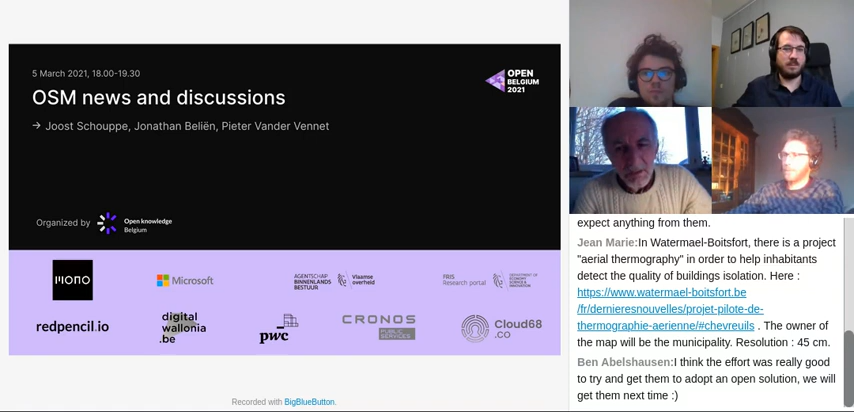 5 March 2021, 18.00-19.30
OSM news and discussions
→ Joost Schouppe, Jonathan Beliën, Pieter Vander Vennet
OPEN
BELGIUM
2021
Organized by
Open knowledge
Belgium
MONO
Microsoft
AGENTSCHAP
BINNENLANDS
BESTUUR
Vlaamse
overheid
FRIS
Research portal
DEPARTMENT OF
ECONOMY
SCIENCE &
INNOVATION
redpencil.io
digital
wallonia
.be
pwc
CRONOS
PUBLIC
SERVICES
Cloud68
.CO
Recorded with BigBlueButton.
expect anything from them.
Jean Marie:In Watermael-Boitsfort, there is a project
"aerial thermography" in order to help inhabitants
detect the quality of buildings isolation. Here :
https://www.watermael-boitsfort.be
/fr/dernieresnouvelles/projet-pilote-de-
thermographie-aerienne/#chevreuils . The owner of
the map will be the municipality. Resolution : 45 cm.
Ben Abelshausen:I think the effort was really good
to try and get them to adopt an open solution, we will
get them next time :)